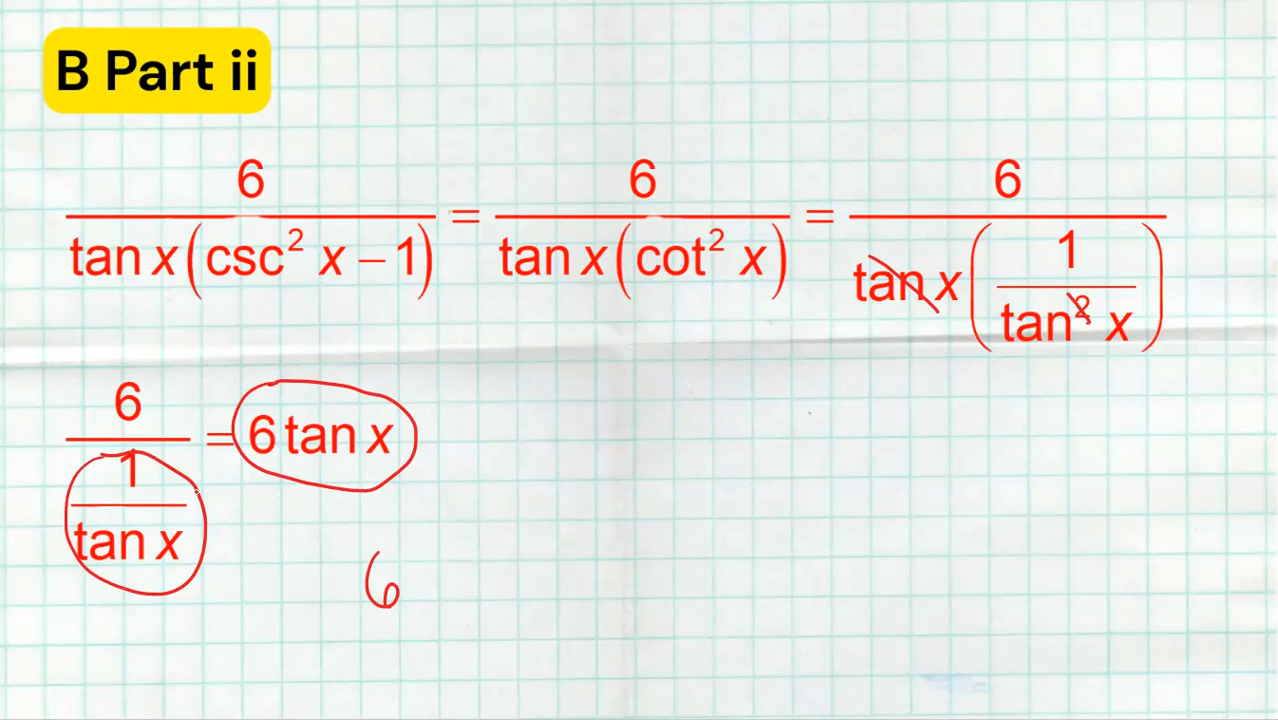 B Part ii
6/(tan x(csc² x − 1)) = 6/(tan x(cot² x)) = 6/(tan x(1/(tan² x)))
6/(1/(tan x)) = 6 tan x
6